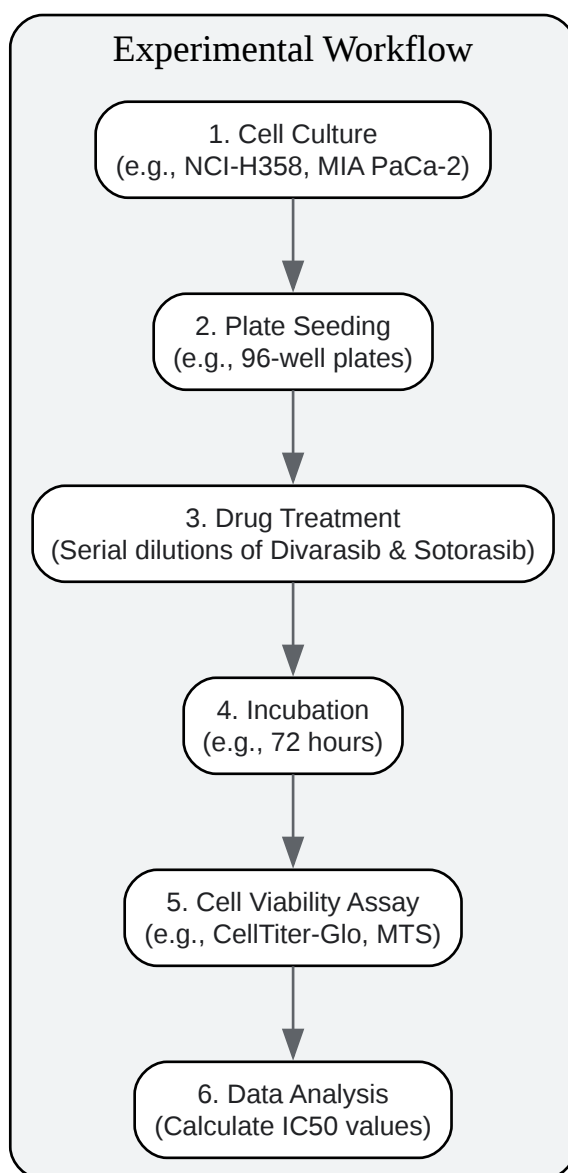 Experimental Workflow
1. Cell Culture
(e.g., NCI-H358, MIA PaCa-2)
2. Plate Seeding
(e.g., 96-well plates)
3. Drug Treatment
(Serial dilutions of Divarasib & Sotorasib)
4. Incubation
(e.g., 72 hours)
5. Cell Viability Assay
(e.g., CellTiter-Glo, MTS)
6. Data Analysis
(Calculate IC50 values)